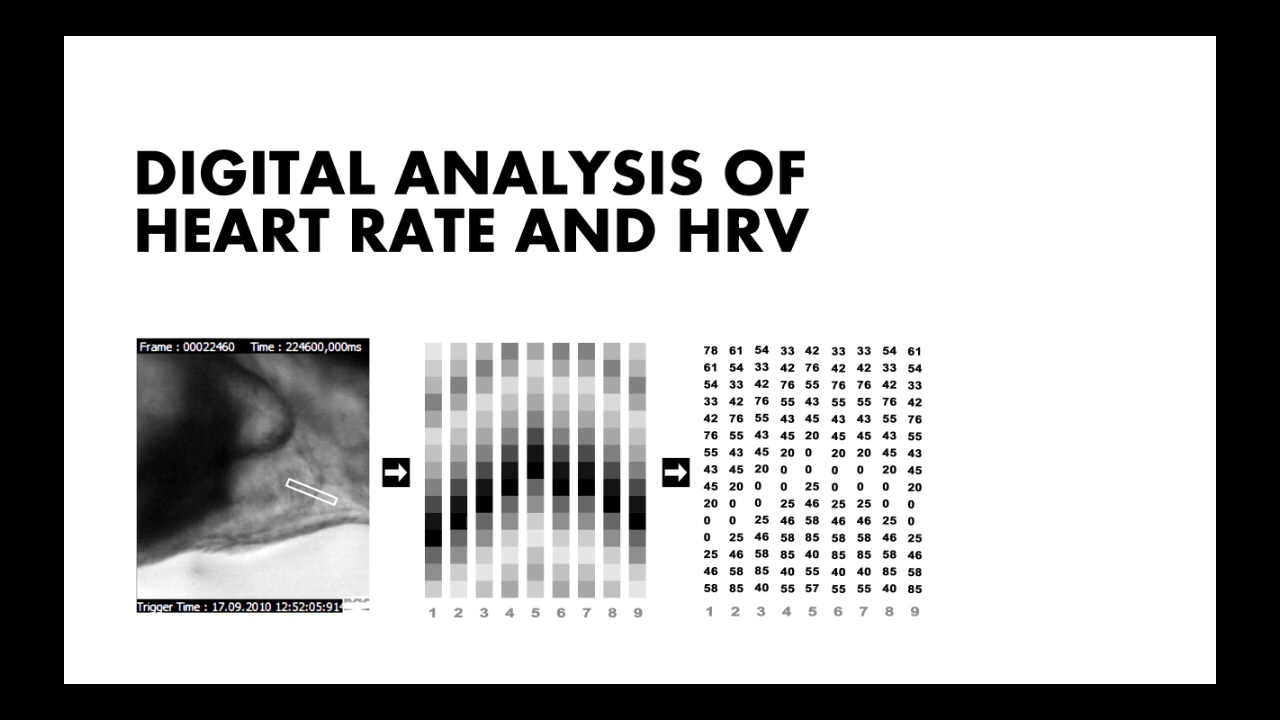 DIGITAL ANALYSIS OF
HEART RATE AND HRV
Frame : 00022460 Time : 224600,000ms
Trigger Time : 17.09.2010 12:52:05:91
1 2 3 4 5 6 7 8 9
78 61 54 33 42 33 33 54 61
61 54 33 42 76 42 42 33 54
54 33 42 76 55 76 76 42 33
33 42 76 55 43 55 55 76 42
42 76 55 43 45 43 43 55 76
76 55 43 45 20 45 45 43 55
55 43 45 20 0 20 20 45 43
43 45 20 0 0 0 0 20 45
45 20 0 0 25 0 0 0 20
20 0 0 25 46 25 25 0 0
0 0 25 46 58 46 46 25 0
0 25 46 58 85 58 58 46 25
25 46 58 85 40 85 85 58 46
46 58 85 40 55 40 40 85 58
58 85 40 55 57 55 55 40 85
1 2 3 4 5 6 7 8 9